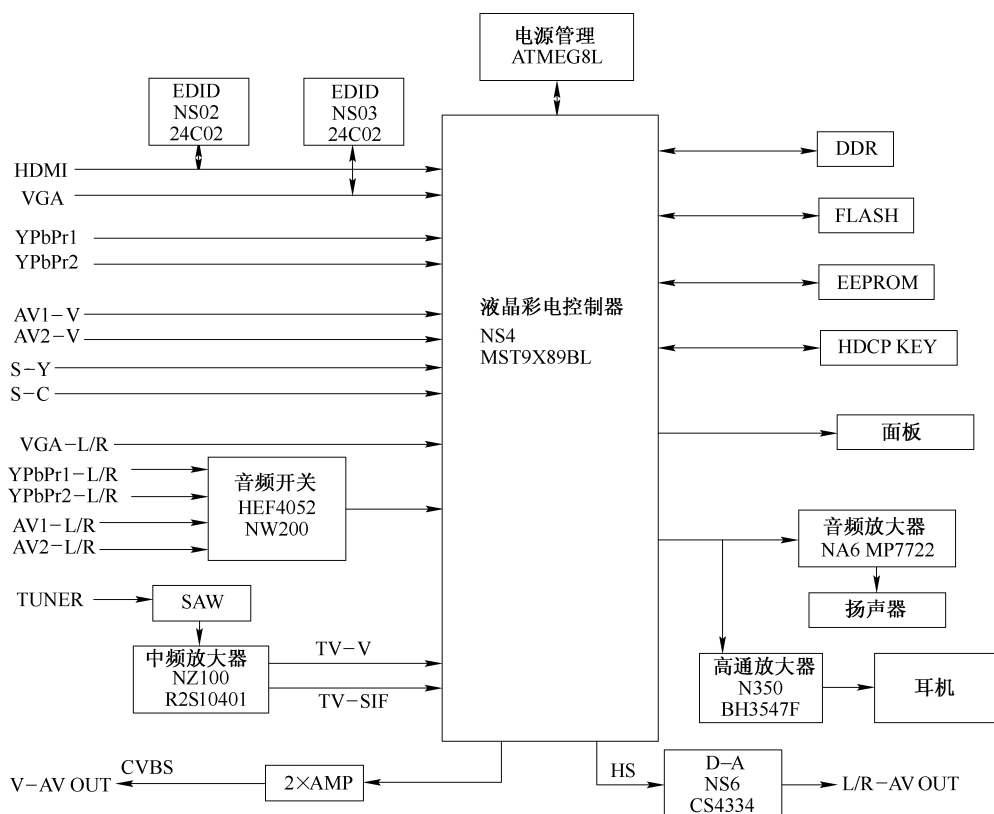 电源管理
ATMEG8L
EDID
NS02
24C02
EDID
NS03
24C02
HDMI
VGA
YPbPr1
YPbPr2
AV1-V
AV2-V
S-Y
S-C
VGA-L/R
YPbPr1-L/R
YPbPr2-L/R
AV1-L/R
AV2-L/R
音频开关
HEF4052
NW200
TUNER
SAW
中频放大器
NZ100
R2S10401
TV-V
TV-SIF
液晶彩电控制器
NS4
MST9X89BL
DDR
FLASH
EEPROM
HDCP KEY
面板
音频放大器
NA6 MP7722
扬声器
高通放大器
N350
BH3547F
耳机
V-AV OUT
CVBS
2×AMP
HS
D-A
NS6
CS4334
L/R-AV OUT